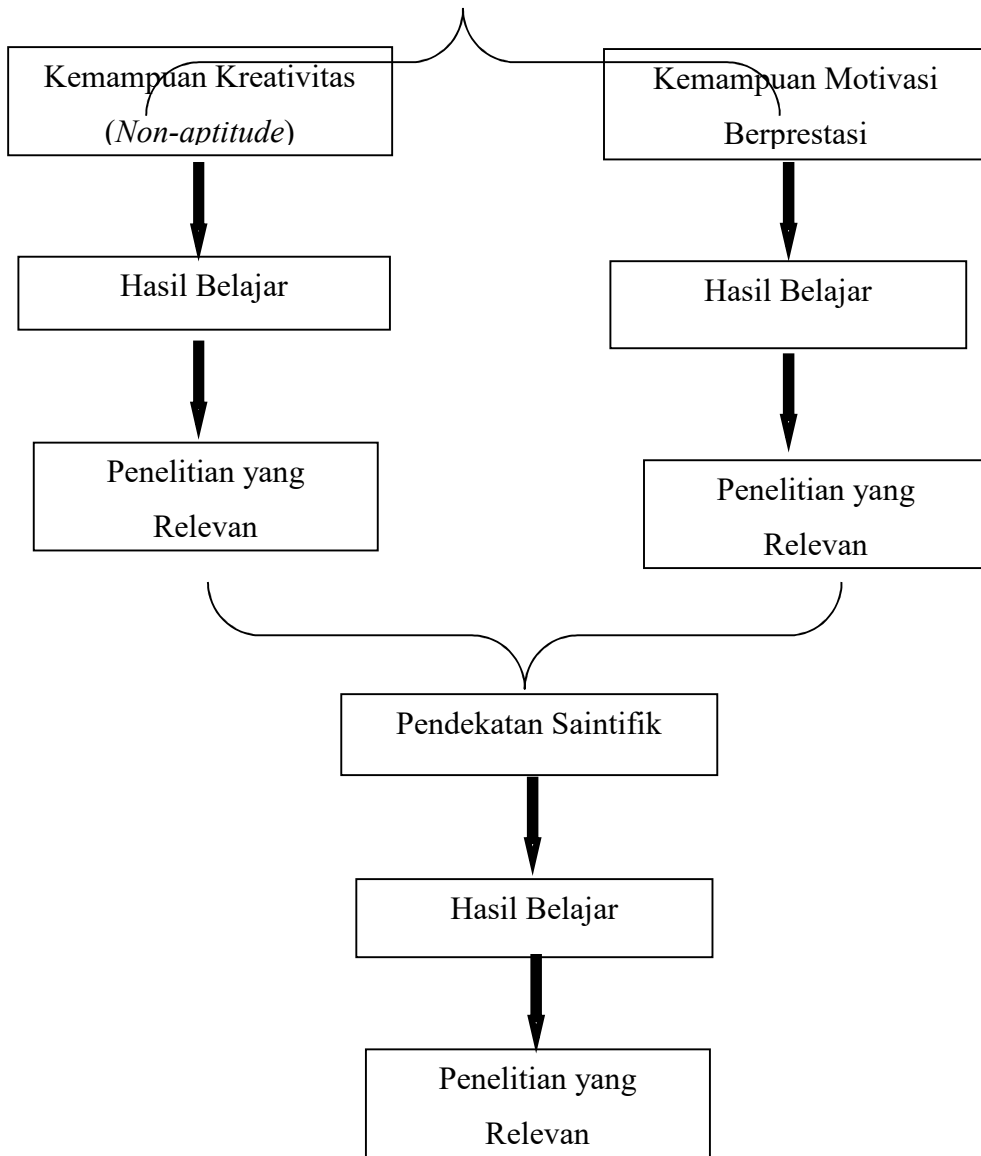 Kemampuan Kreativitas
(Non-aptitude)
Kemampuan Motivasi
Berprestasi
Hasil Belajar
Hasil Belajar
Penelitian yang
Relevan
Penelitian yang
Relevan
Pendekatan Saintifik
Hasil Belajar
Penelitian yang
Relevan